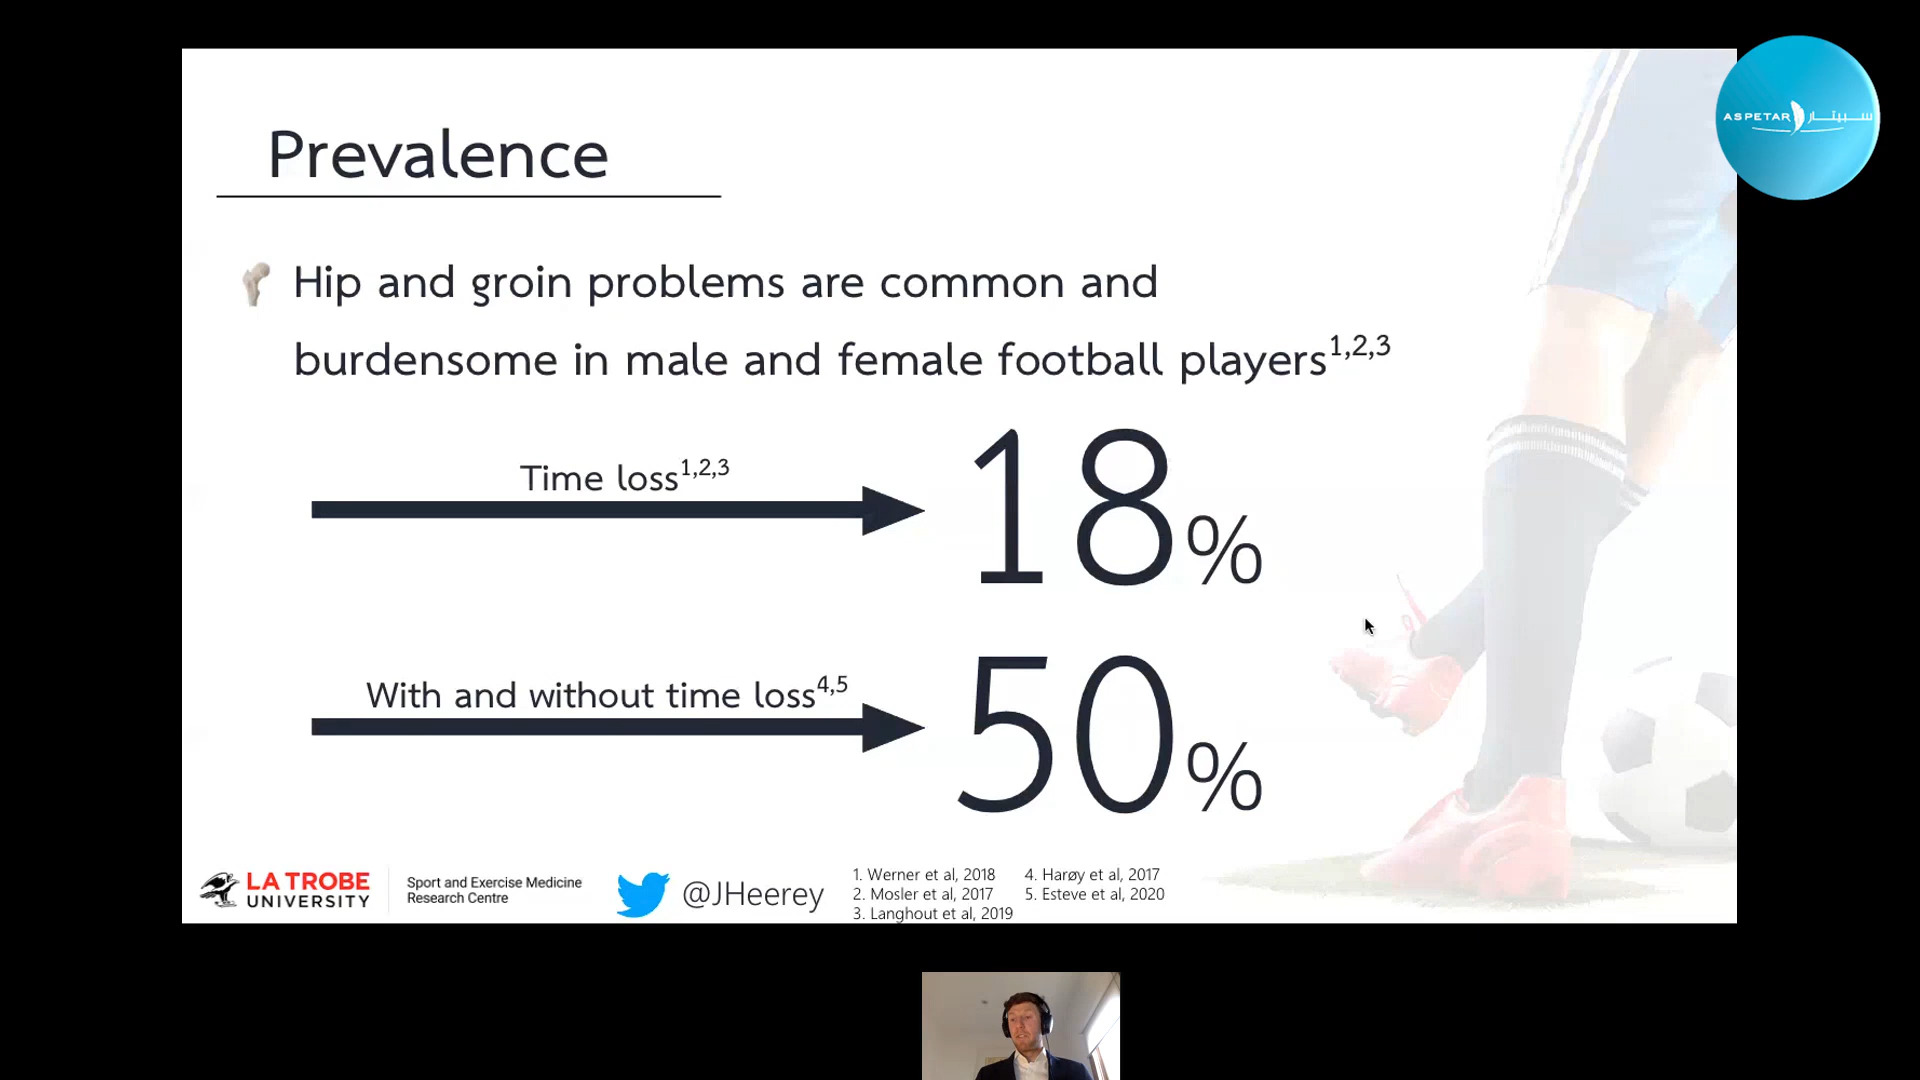 Prevalence
ASPETAR سبيتار
Hip and groin problems are common and
burdensome in male and female football players1,2,3
Time loss1,2,3
18%
With and without time loss4,5
50%
LA TROBE
UNIVERSITY
Sport and Exercise Medicine
Research Centre
@JHeerey
1. Werner et al, 2018
2. Mosler et al, 2017
3. Langhout et al, 2019
4. Harøy et al, 2017
5. Esteve et al, 2020